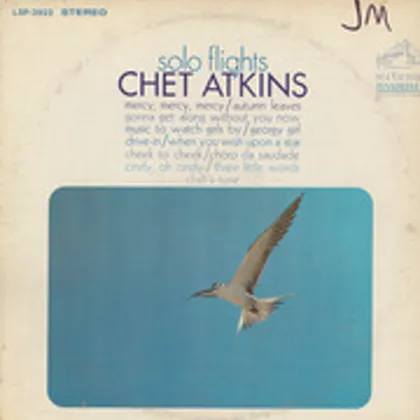 LSP-3922 STEREO
JM
solo flights
CHET ATKINS
mercy, mercy, mercy/autumn leaves
gonna get along without you now
music to watch girls by/georgy girl
drive-in/when you wish upon a star
cheek to cheek/choro da saudade
cindy, oh cindy/three little words
chet's tune